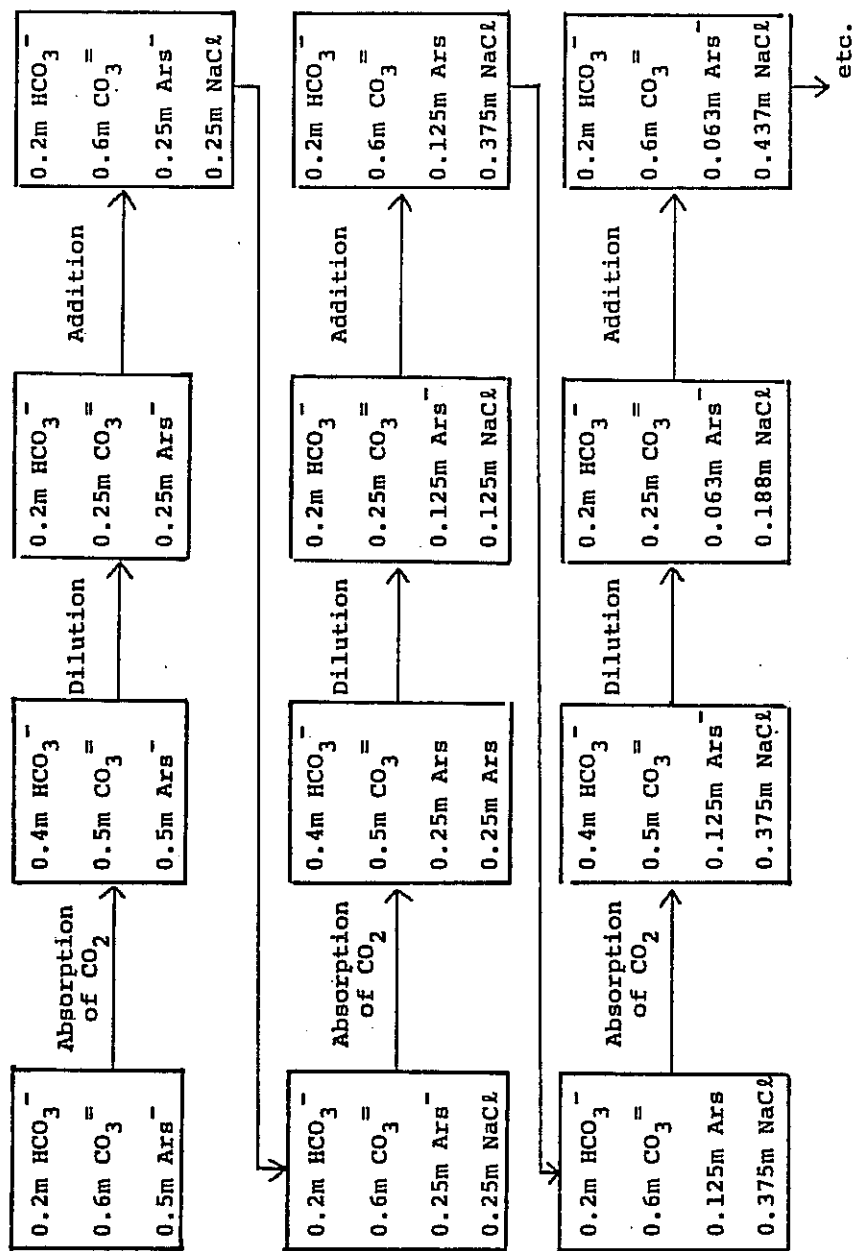 0.2m HCO₃⁻
0.6m CO₃⁼
0.5m Ars⁻
Absorption
of CO₂
0.4m HCO₃⁻
0.5m CO₃⁼
0.5m Ars⁻
Dilution
0.2m HCO₃⁻
0.25m CO₃⁼
0.25m Ars⁻
Addition
0.2m HCO₃⁻
0.6m CO₃⁼
0.25m Ars⁻
0.25m NaCℓ
0.2m HCO₃⁻
0.6m CO₃⁼
0.25m Ars⁻
0.25m NaCℓ
Absorption
of CO₂
0.4m HCO₃⁻
0.5m CO₃⁼
0.25m Ars
0.25m Ars
Dilution
0.2m HCO₃⁻
0.25m CO₃⁼
0.125m Ars⁻
0.125m NaCℓ
Addition
0.2m HCO₃⁻
0.6m CO₃⁼
0.125m Ars
0.375m NaCℓ
0.2m HCO₃⁻
0.6m CO₃⁼
0.125m Ars
0.375m NaCℓ
Absorption
of CO₂
0.4m HCO₃⁻
0.5m CO₃⁼
0.125m Ars⁻
0.375m NaCℓ
Dilution
0.2m HCO₃⁻
0.25m CO₃⁼
0.063m Ars⁻
0.188m NaCℓ
Addition
0.2m HCO₃⁻
0.6m CO₃⁼
0.063m Ars⁻
0.437m NaCℓ
etc.